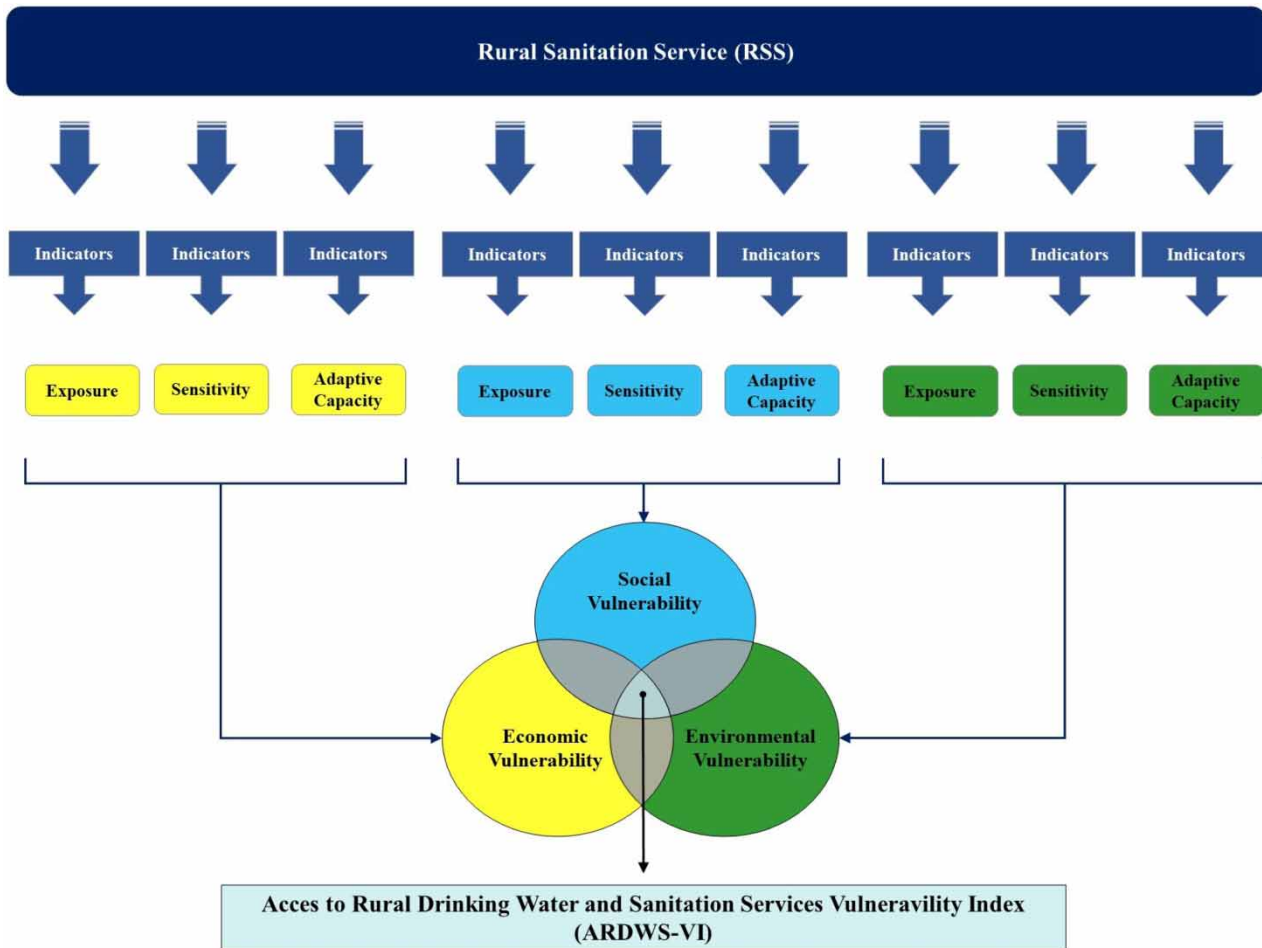 Rural Sanitation Service (RSS)
Indicators
Indicators
Indicators
Indicators
Indicators
Indicators
Indicators
Indicators
Indicators
Exposure
Sensitivity
Adaptive
Capacity
Exposure
Sensitivity
Adaptive
Capacity
Exposure
Sensitivity
Adaptive
Capacity
Social
Vulnerability
Economic
Vulnerability
Environmental
Vulnerability
Acces to Rural Drinking Water and Sanitation Services Vulneravility Index
(ARDWS-VI)